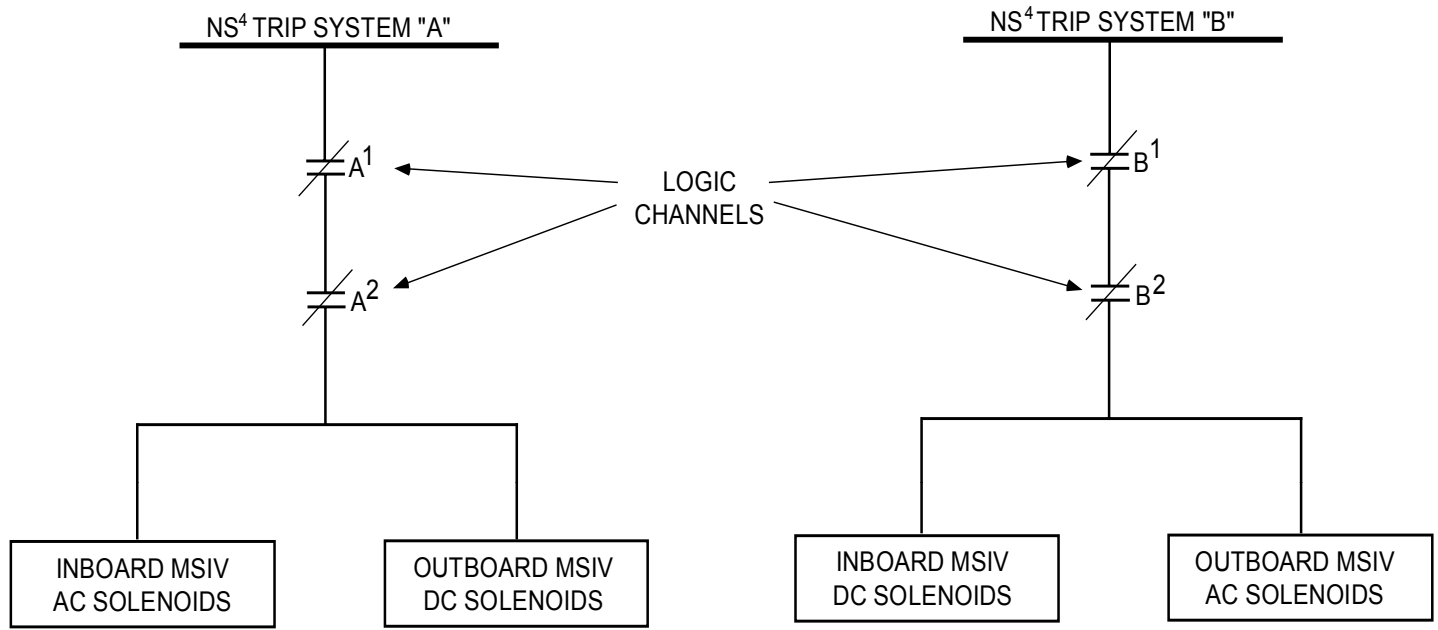 NS⁴ TRIP SYSTEM "A"
NS⁴ TRIP SYSTEM "B"
A¹
B¹
LOGIC
CHANNELS
A²
B²
INBOARD MSIV
AC SOLENOIDS
OUTBOARD MSIV
DC SOLENOIDS
INBOARD MSIV
DC SOLENOIDS
OUTBOARD MSIV
AC SOLENOIDS